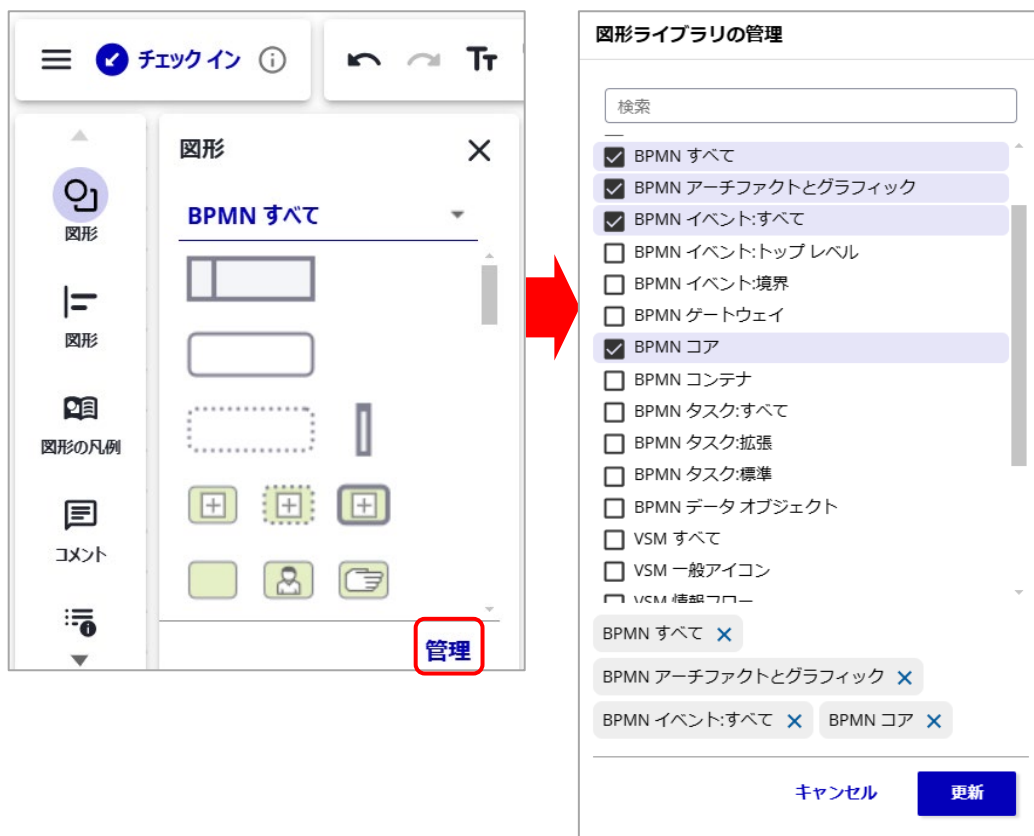 チェック イン
図形
図形
図形の凡例
コメント
図形
BPMN すべて
管理
図形ライブラリの管理
検索
BPMN すべて
BPMN アーチファクトとグラフィック
BPMN イベント:すべて
BPMN イベント:トップ レベル
BPMN イベント:境界
BPMN ゲートウェイ
BPMN コア
BPMN コンテナ
BPMN タスク:すべて
BPMN タスク:拡張
BPMN タスク:標準
BPMN データ オブジェクト
VSM すべて
VSM 一般アイコン
VSM 情報フロー
BPMN すべて
BPMN アーチファクトとグラフィック
BPMN イベント:すべて BPMN コア
キャンセル 更新